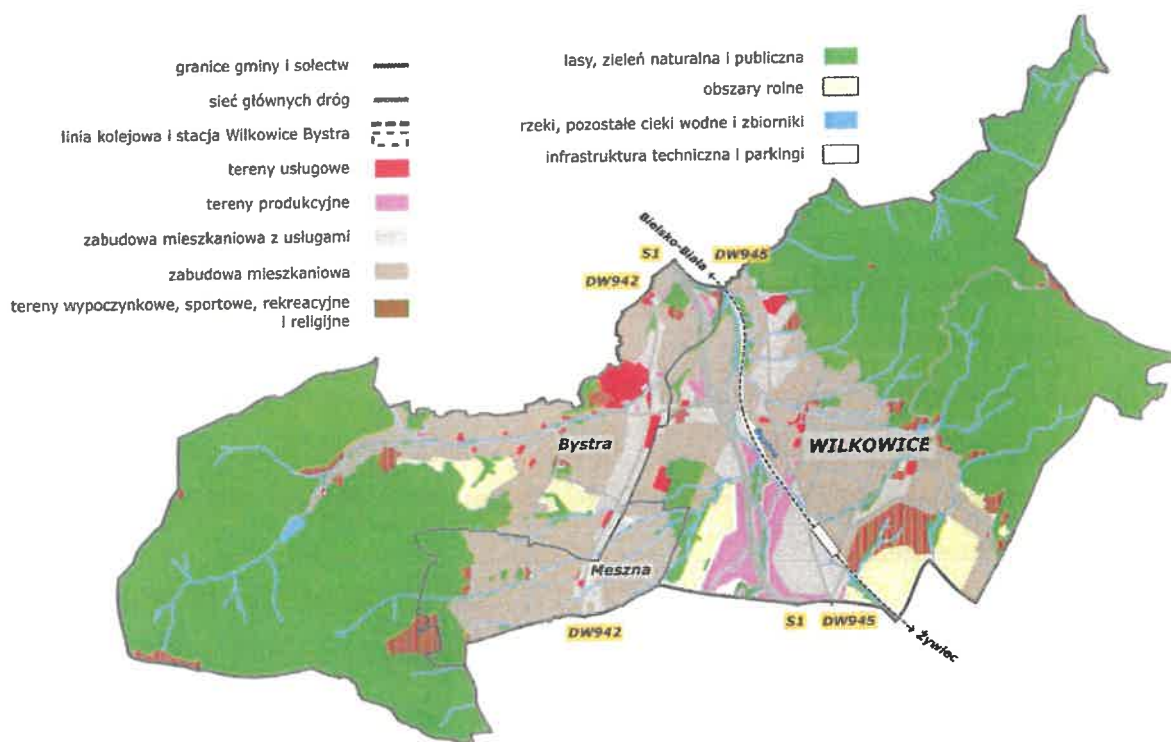 granice gminy i sołectw
sieć głównych dróg
linia kolejowa i stacja Wilkowice Bystra
tereny usługowe
tereny produkcyjne
zabudowa mieszkaniowa z usługami
zabudowa mieszkaniowa
tereny wypoczynkowe, sportowe, rekreacyjne
i religijne
lasy, zieleń naturalna i publiczna
obszary rolne
rzeki, pozostałe cieki wodne i zbiorniki
infrastruktura techniczna i parkingi
Bielsko-Biała
S1
DW945
DW942
Bystra
WILKOWICE
Meszna
DW942
S1
DW945
Żywiec